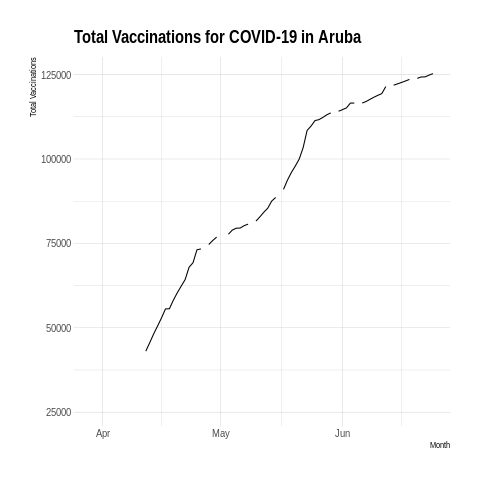 Total Vaccinations for COVID-19 in Aruba
Total Vaccinations
125000
100000
75000
50000
25000
Apr
May
Jun
Month